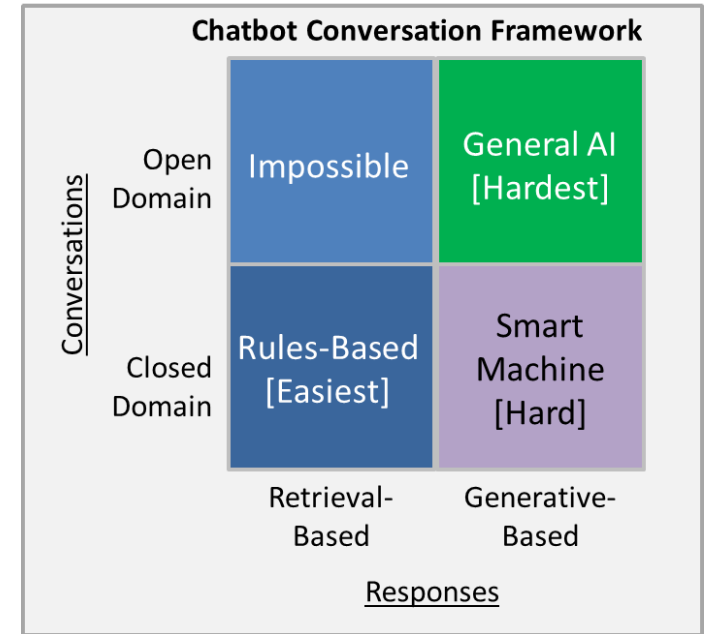 Chatbot Conversation Framework
Conversations
Open
Domain
Impossible
General AI
[Hardest]
Closed
Domain
Rules-Based
[Easiest]
Smart
Machine
[Hard]
Retrieval-
Based
Generative-
Based
Responses